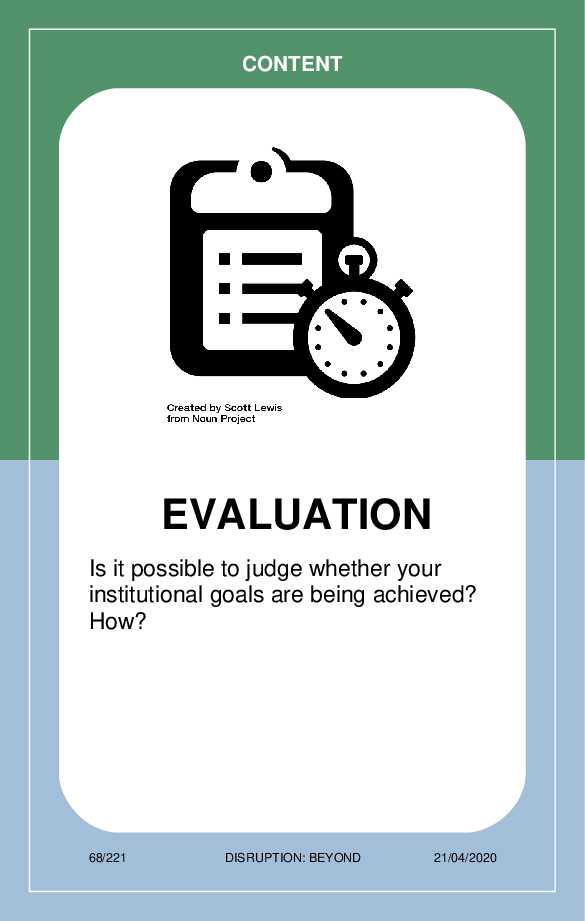 CONTENT
Created by Scott Lewis
from Noun Project
EVALUATION
Is it possible to judge whether your
institutional goals are being achieved?
How?
68/221 DISRUPTION: BEYOND 21/04/2020